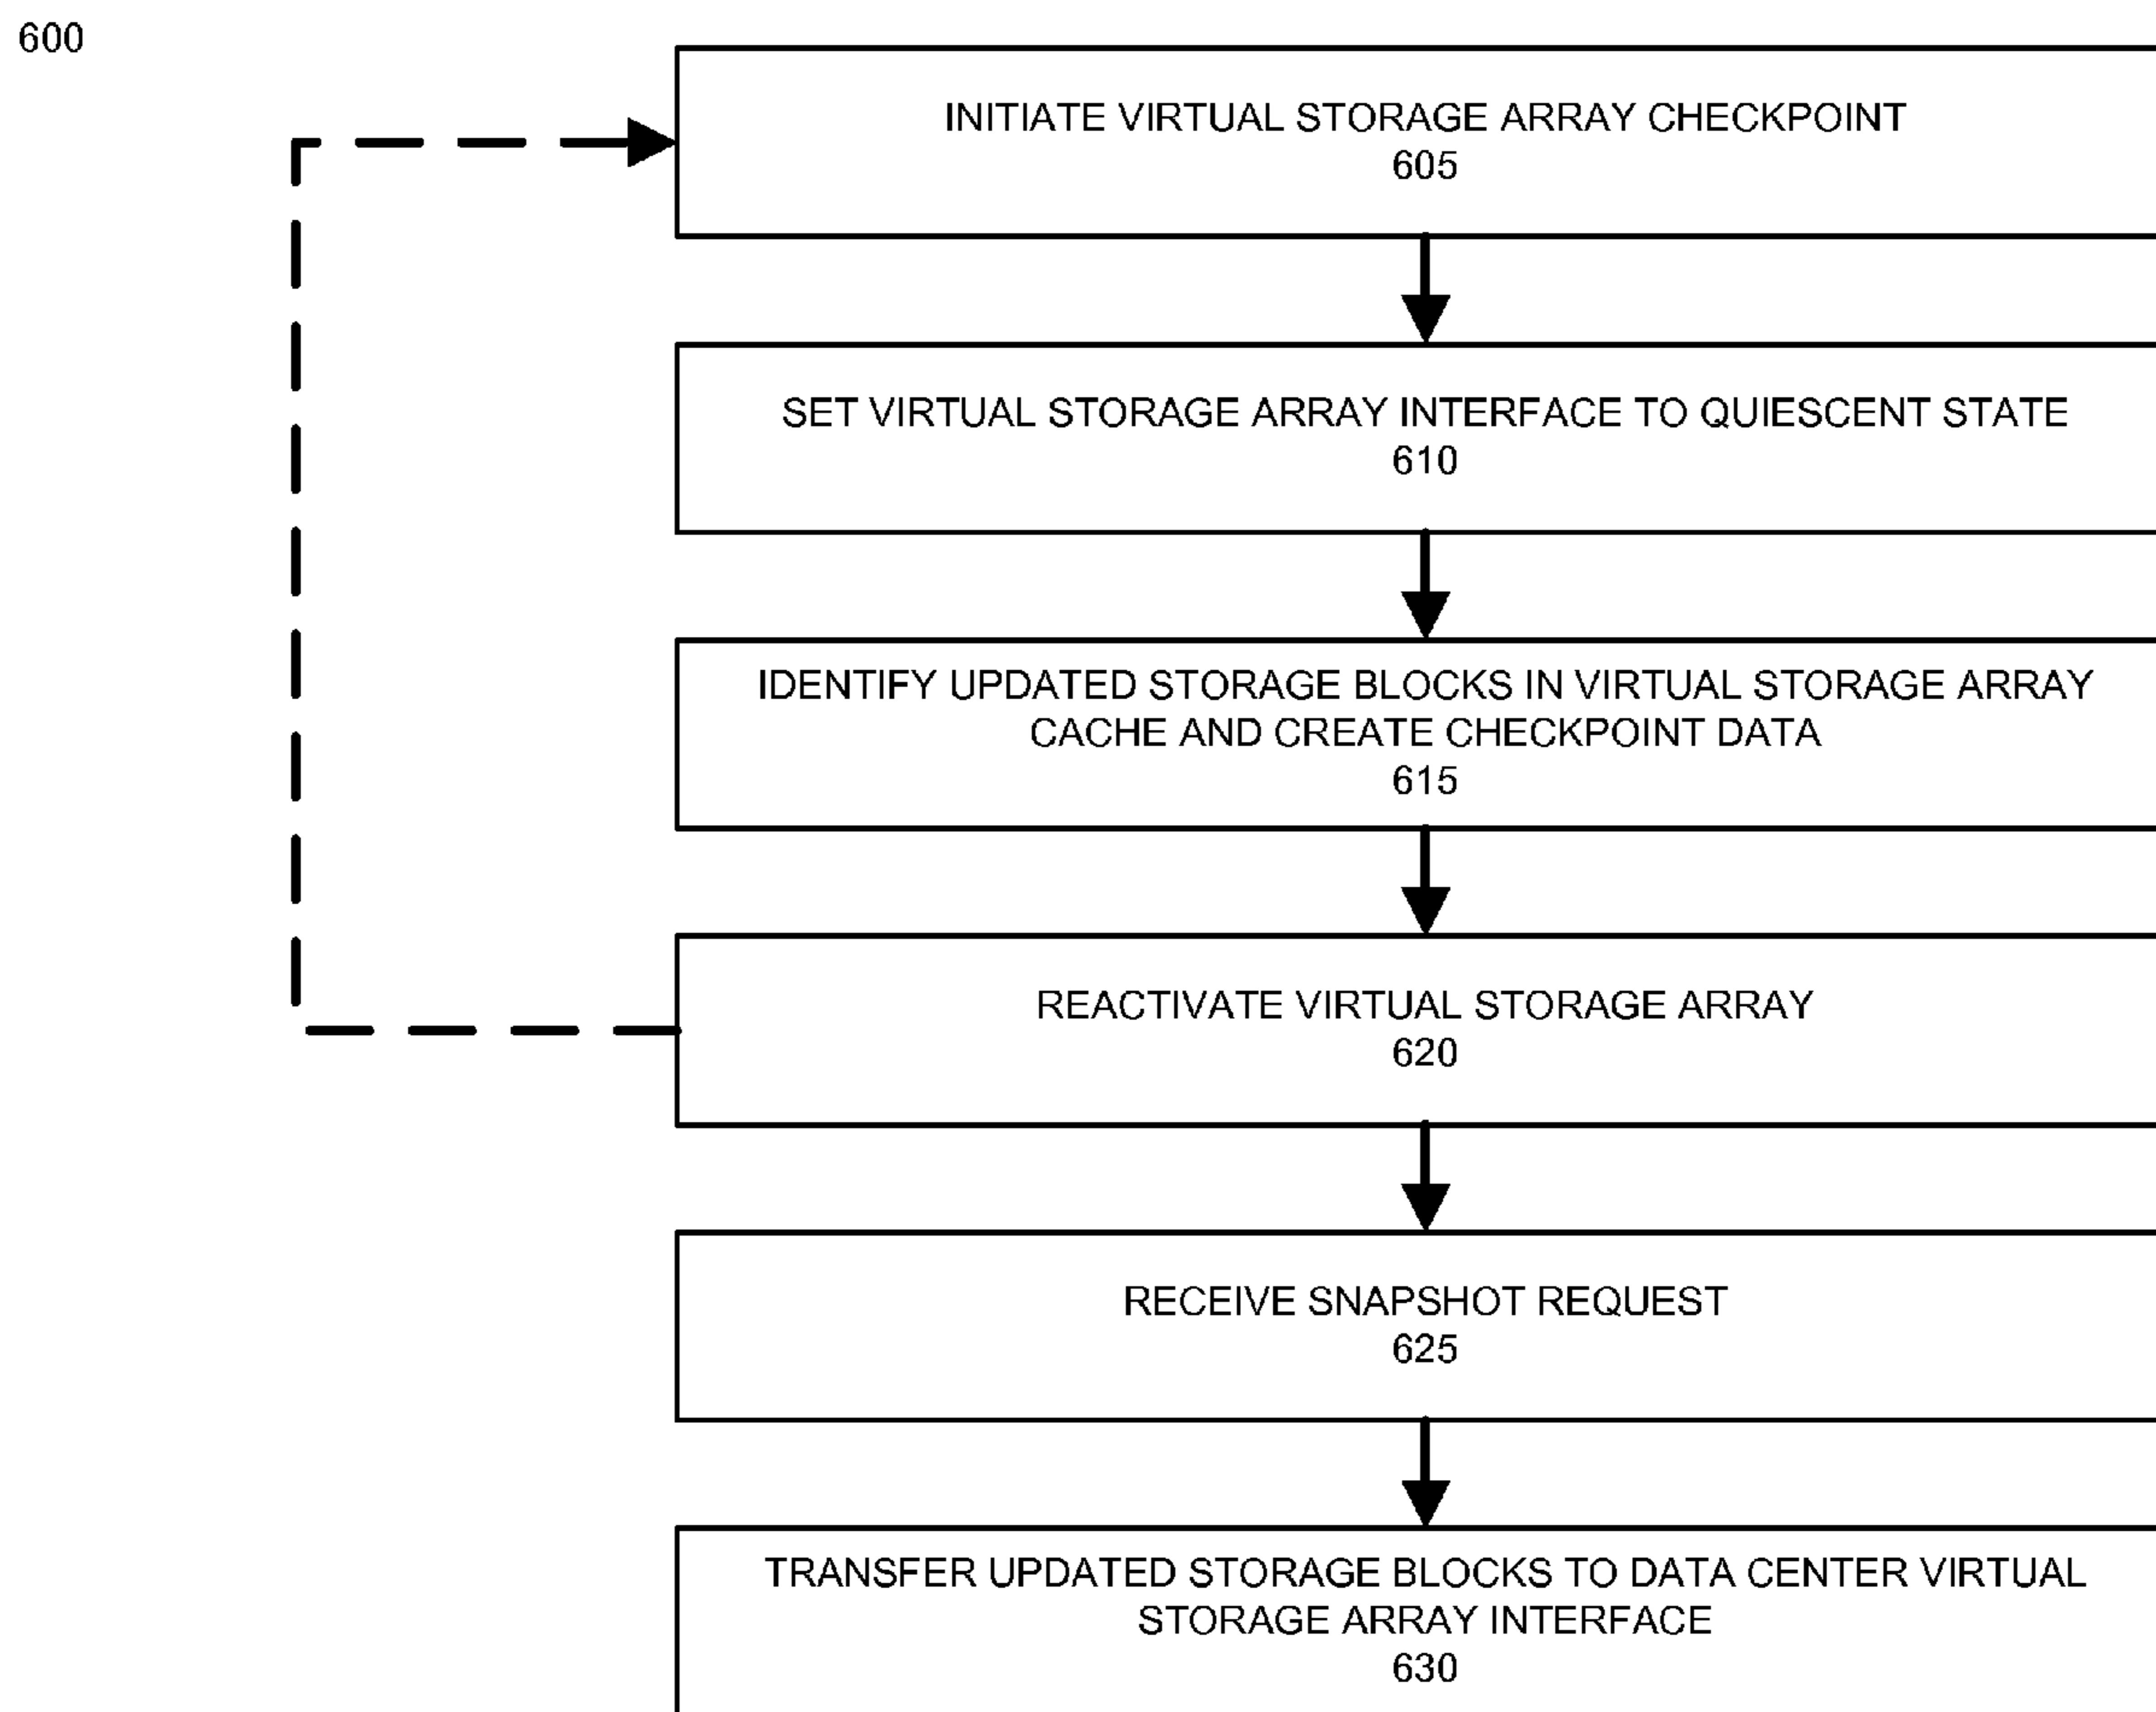 600
INITIATE VIRTUAL STORAGE ARRAY CHECKPOINT
605
SET VIRTUAL STORAGE ARRAY INTERFACE TO QUIESCENT STATE
610
IDENTIFY UPDATED STORAGE BLOCKS IN VIRTUAL STORAGE ARRAY
CACHE AND CREATE CHECKPOINT DATA
615
REACTIVATE VIRTUAL STORAGE ARRAY
620
RECEIVE SNAPSHOT REQUEST
625
TRANSFER UPDATED STORAGE BLOCKS TO DATA CENTER VIRTUAL
STORAGE ARRAY INTERFACE
630